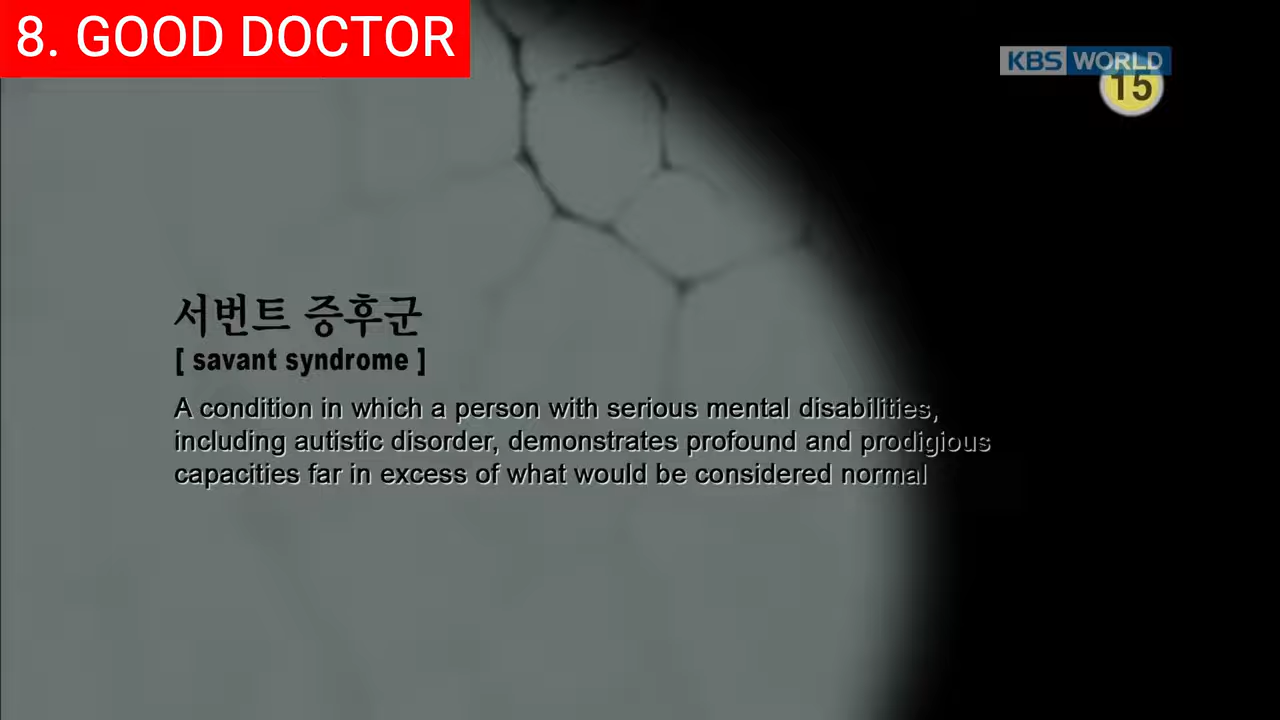 8. GOOD DOCTOR
KBS WORLD
15
서번트 증후군
[ savant syndrome ]
A condition in which a person with serious mental disabilities,
including autistic disorder, demonstrates profound and prodigious
capacities far in excess of what would be considered normal